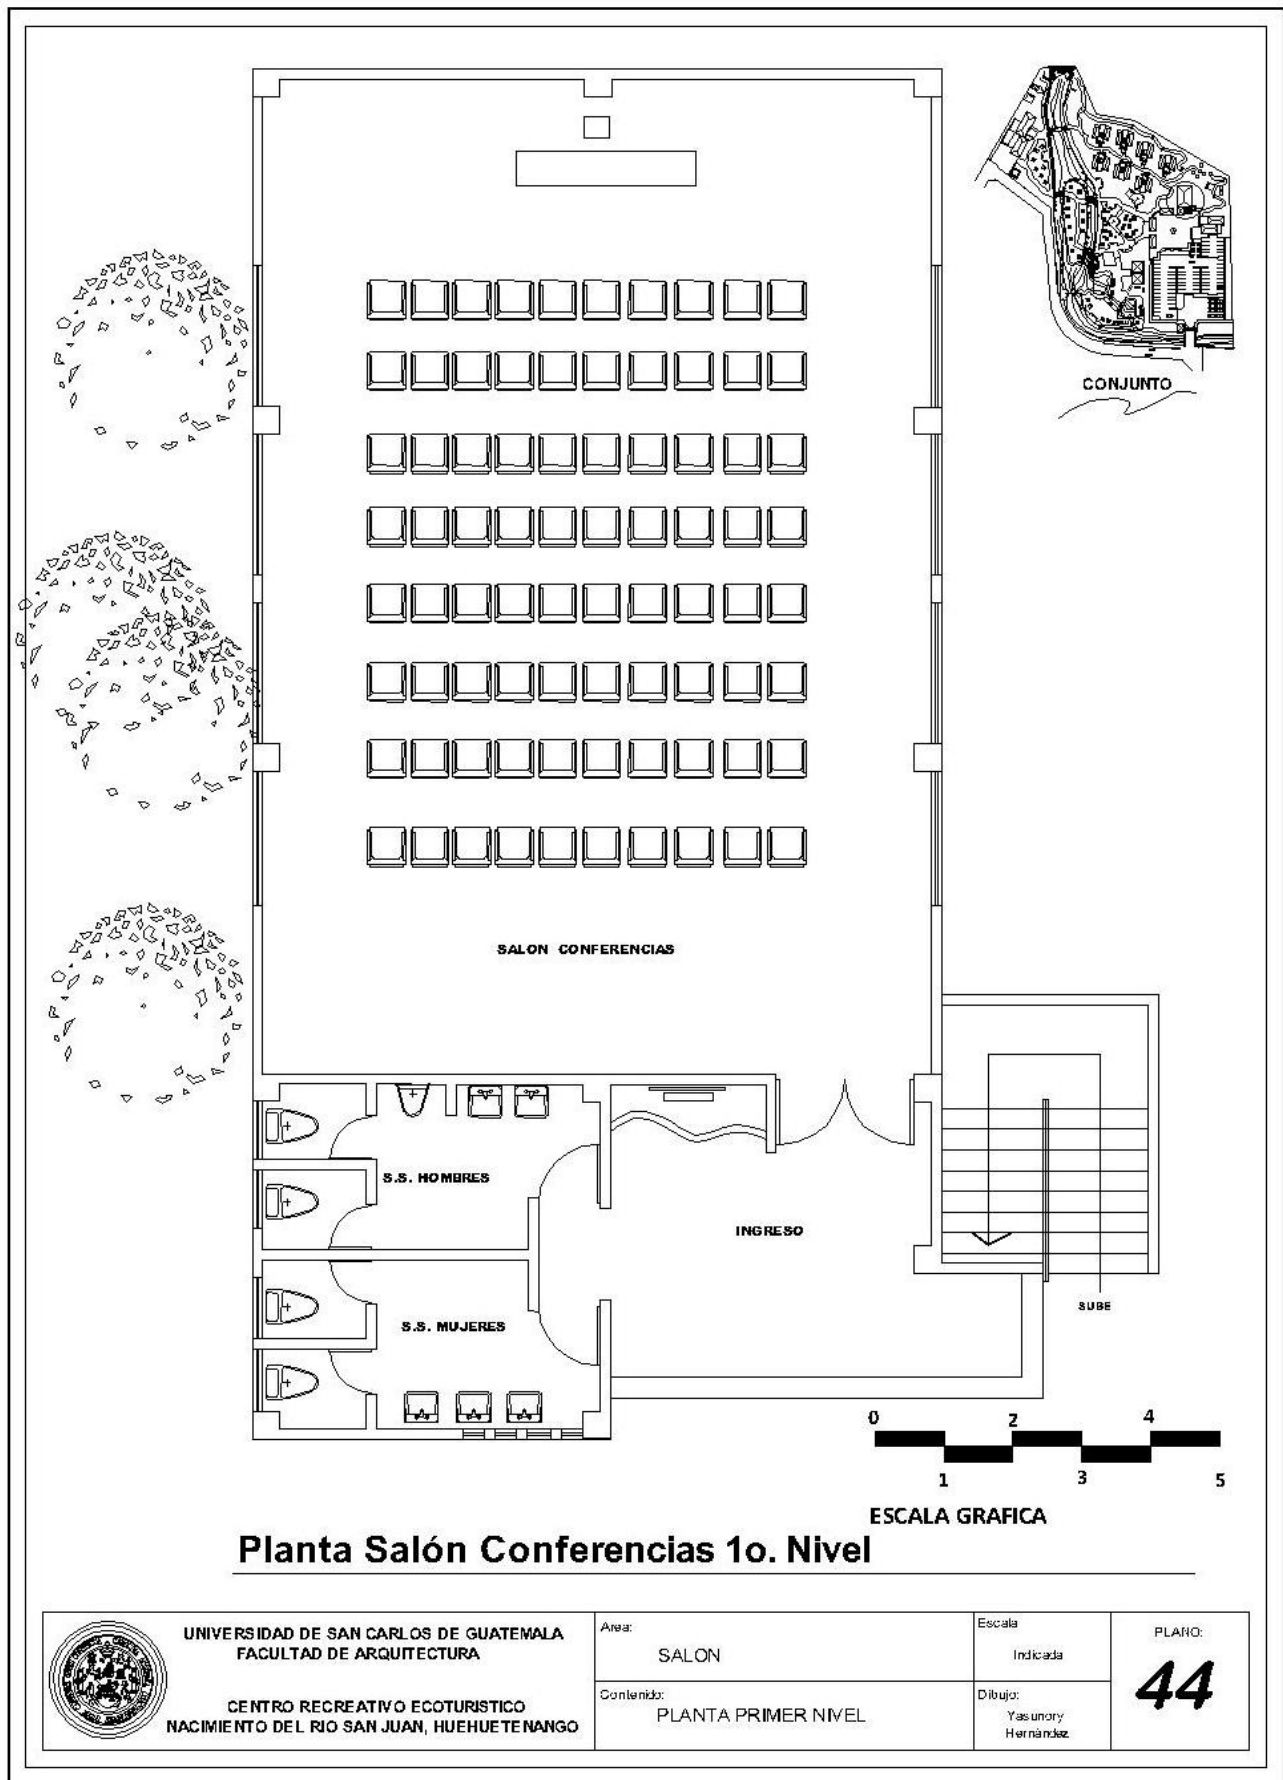 CONJUNTO
SALON CONFERENCIAS
S.S. HOMBRES
INGRESO
SUBE
S.S. MUJERES
0 2 4
1 3 5
ESCALA GRAFICA
Planta Salón Conferencias 1o. Nivel
UNIVERSIDAD DE SAN CARLOS DE GUATEMALA
FACULTAD DE ARQUITECTURA
CENTRO RECREATIVO ECOTURISTICO
NACIMIENTO DEL RIO SAN JUAN, HUEHUETENANGO
Area:
SALON
Contenido:
PLANTA PRIMER NIVEL
Escala
Indicada
Dibujo:
Yasunory
Hernández
PLANO:
44